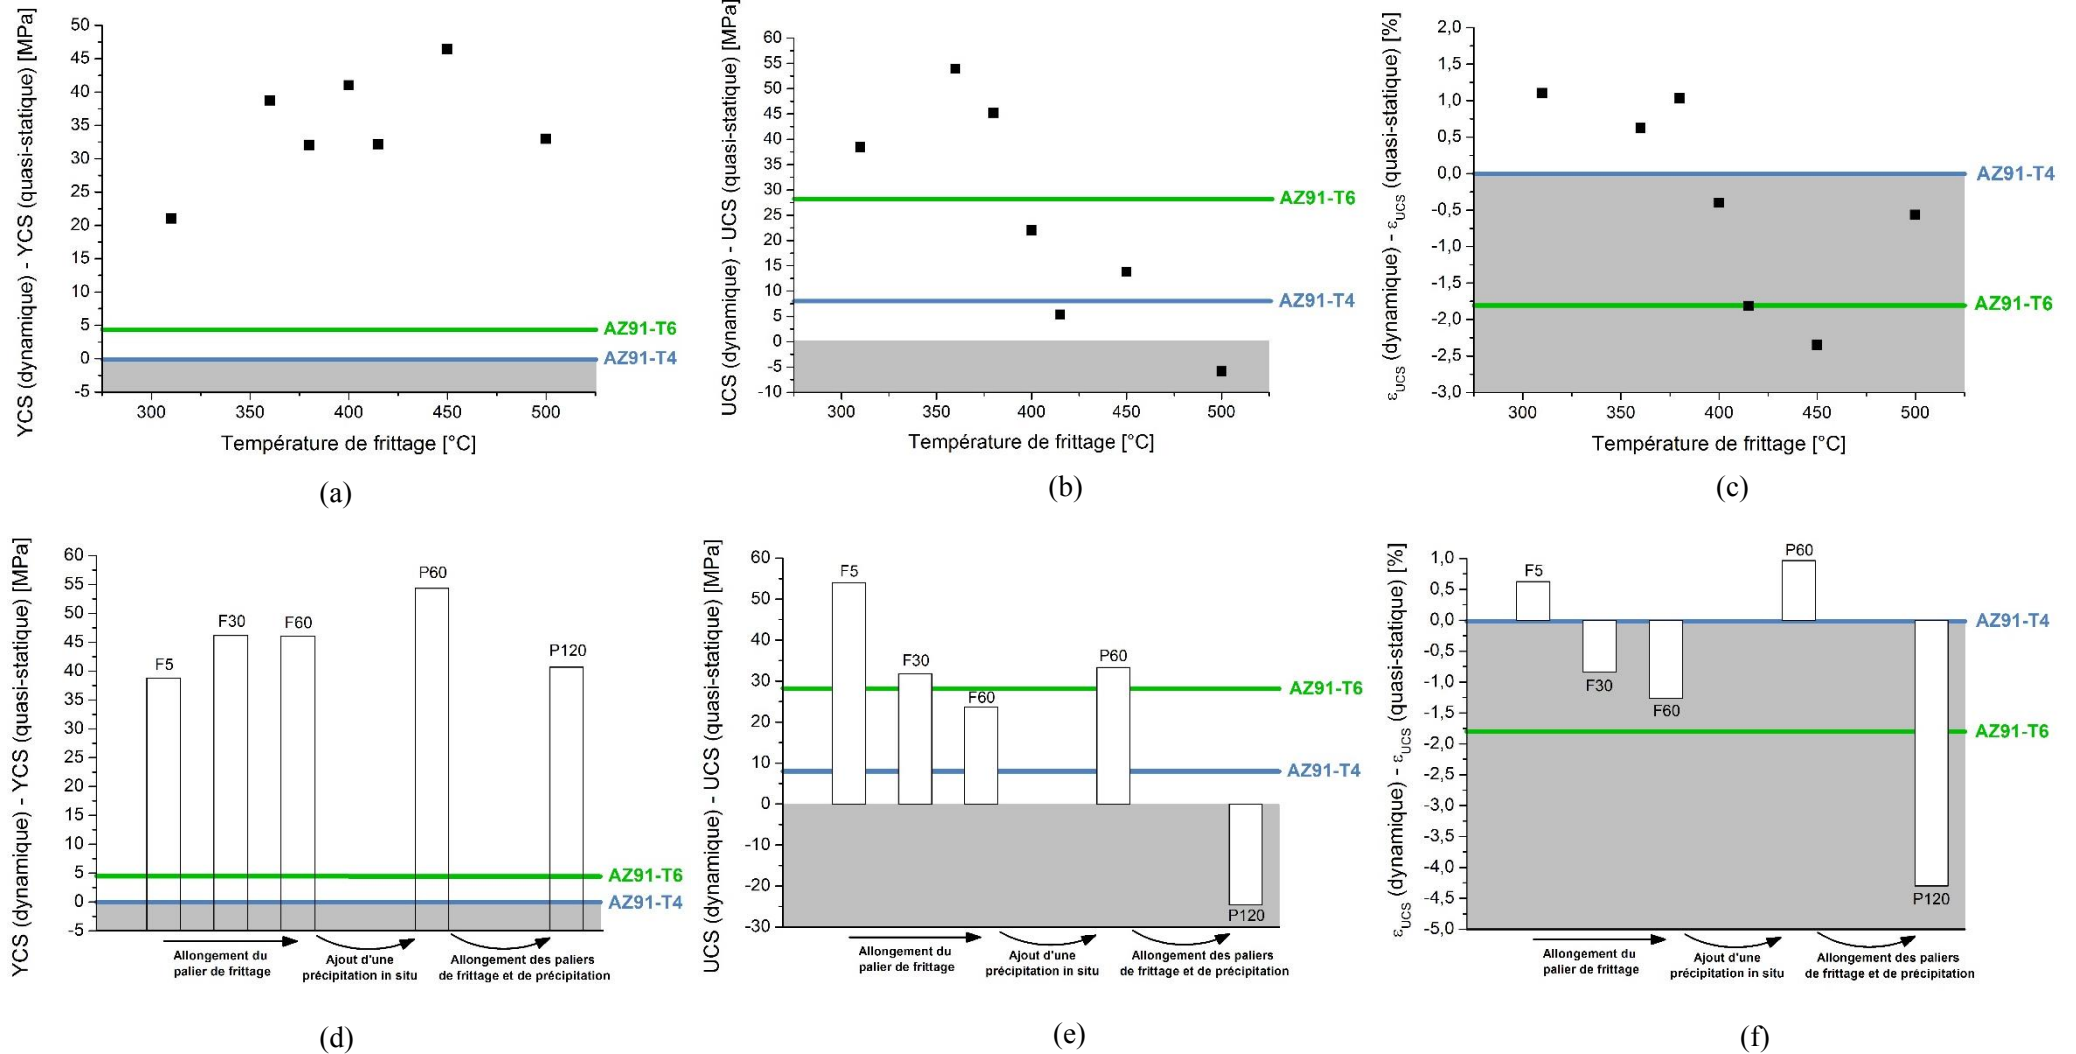 YCS (dynamique) - YCS (quasi-statique) [MPa]
50
45
40
35
30
25
20
15
10
5
0
-5
300
350
400
450
500
AZ91-T6
AZ91-T4
Température de frittage [°C]
(a)
UCS (dynamique) - UCS (quasi-statique) [MPa]
60
55
50
45
40
35
30
25
20
15
10
5
0
-5
-10
300
350
400
450
500
AZ91-T6
AZ91-T4
Température de frittage [°C]
(b)
εUCS (dynamique) - εUCS (quasi-statique) [%]
2,0
1,5
1,0
0,5
0,0
-0,5
-1,0
-1,5
-2,0
-2,5
-3,0
300
350
400
450
500
AZ91-T4
AZ91-T6
Température de frittage [°C]
(c)
YCS (dynamique) - YCS (quasi-statique) [MPa]
60
55
50
45
40
35
30
25
20
15
10
5
0
-5
F5
F30
F60
P60
P120
AZ91-T6
AZ91-T4
Allongement du
palier de frittage
Ajout d'une
précipitation in situ
Allongement des paliers
de frittage et de précipitation
(d)
UCS (dynamique) - UCS (quasi-statique) [MPa]
60
50
40
30
20
10
0
-10
-20
-30
F5
F30
F60
P60
P120
AZ91-T6
AZ91-T4
Allongement du
palier de frittage
Ajout d'une
précipitation in situ
Allongement des paliers
de frittage et de précipitation
(e)
εUCS (dynamique) - εUCS (quasi-statique) [%]
1,0
0,5
0,0
-0,5
-1,0
-1,5
-2,0
-2,5
-3,0
-3,5
-4,0
-4,5
-5,0
F5
F30
F60
P60
P120
AZ91-T4
AZ91-T6
Allongement du
palier de frittage
Ajout d'une
précipitation in situ
Allongement des paliers
de frittage et de précipitation
(f)